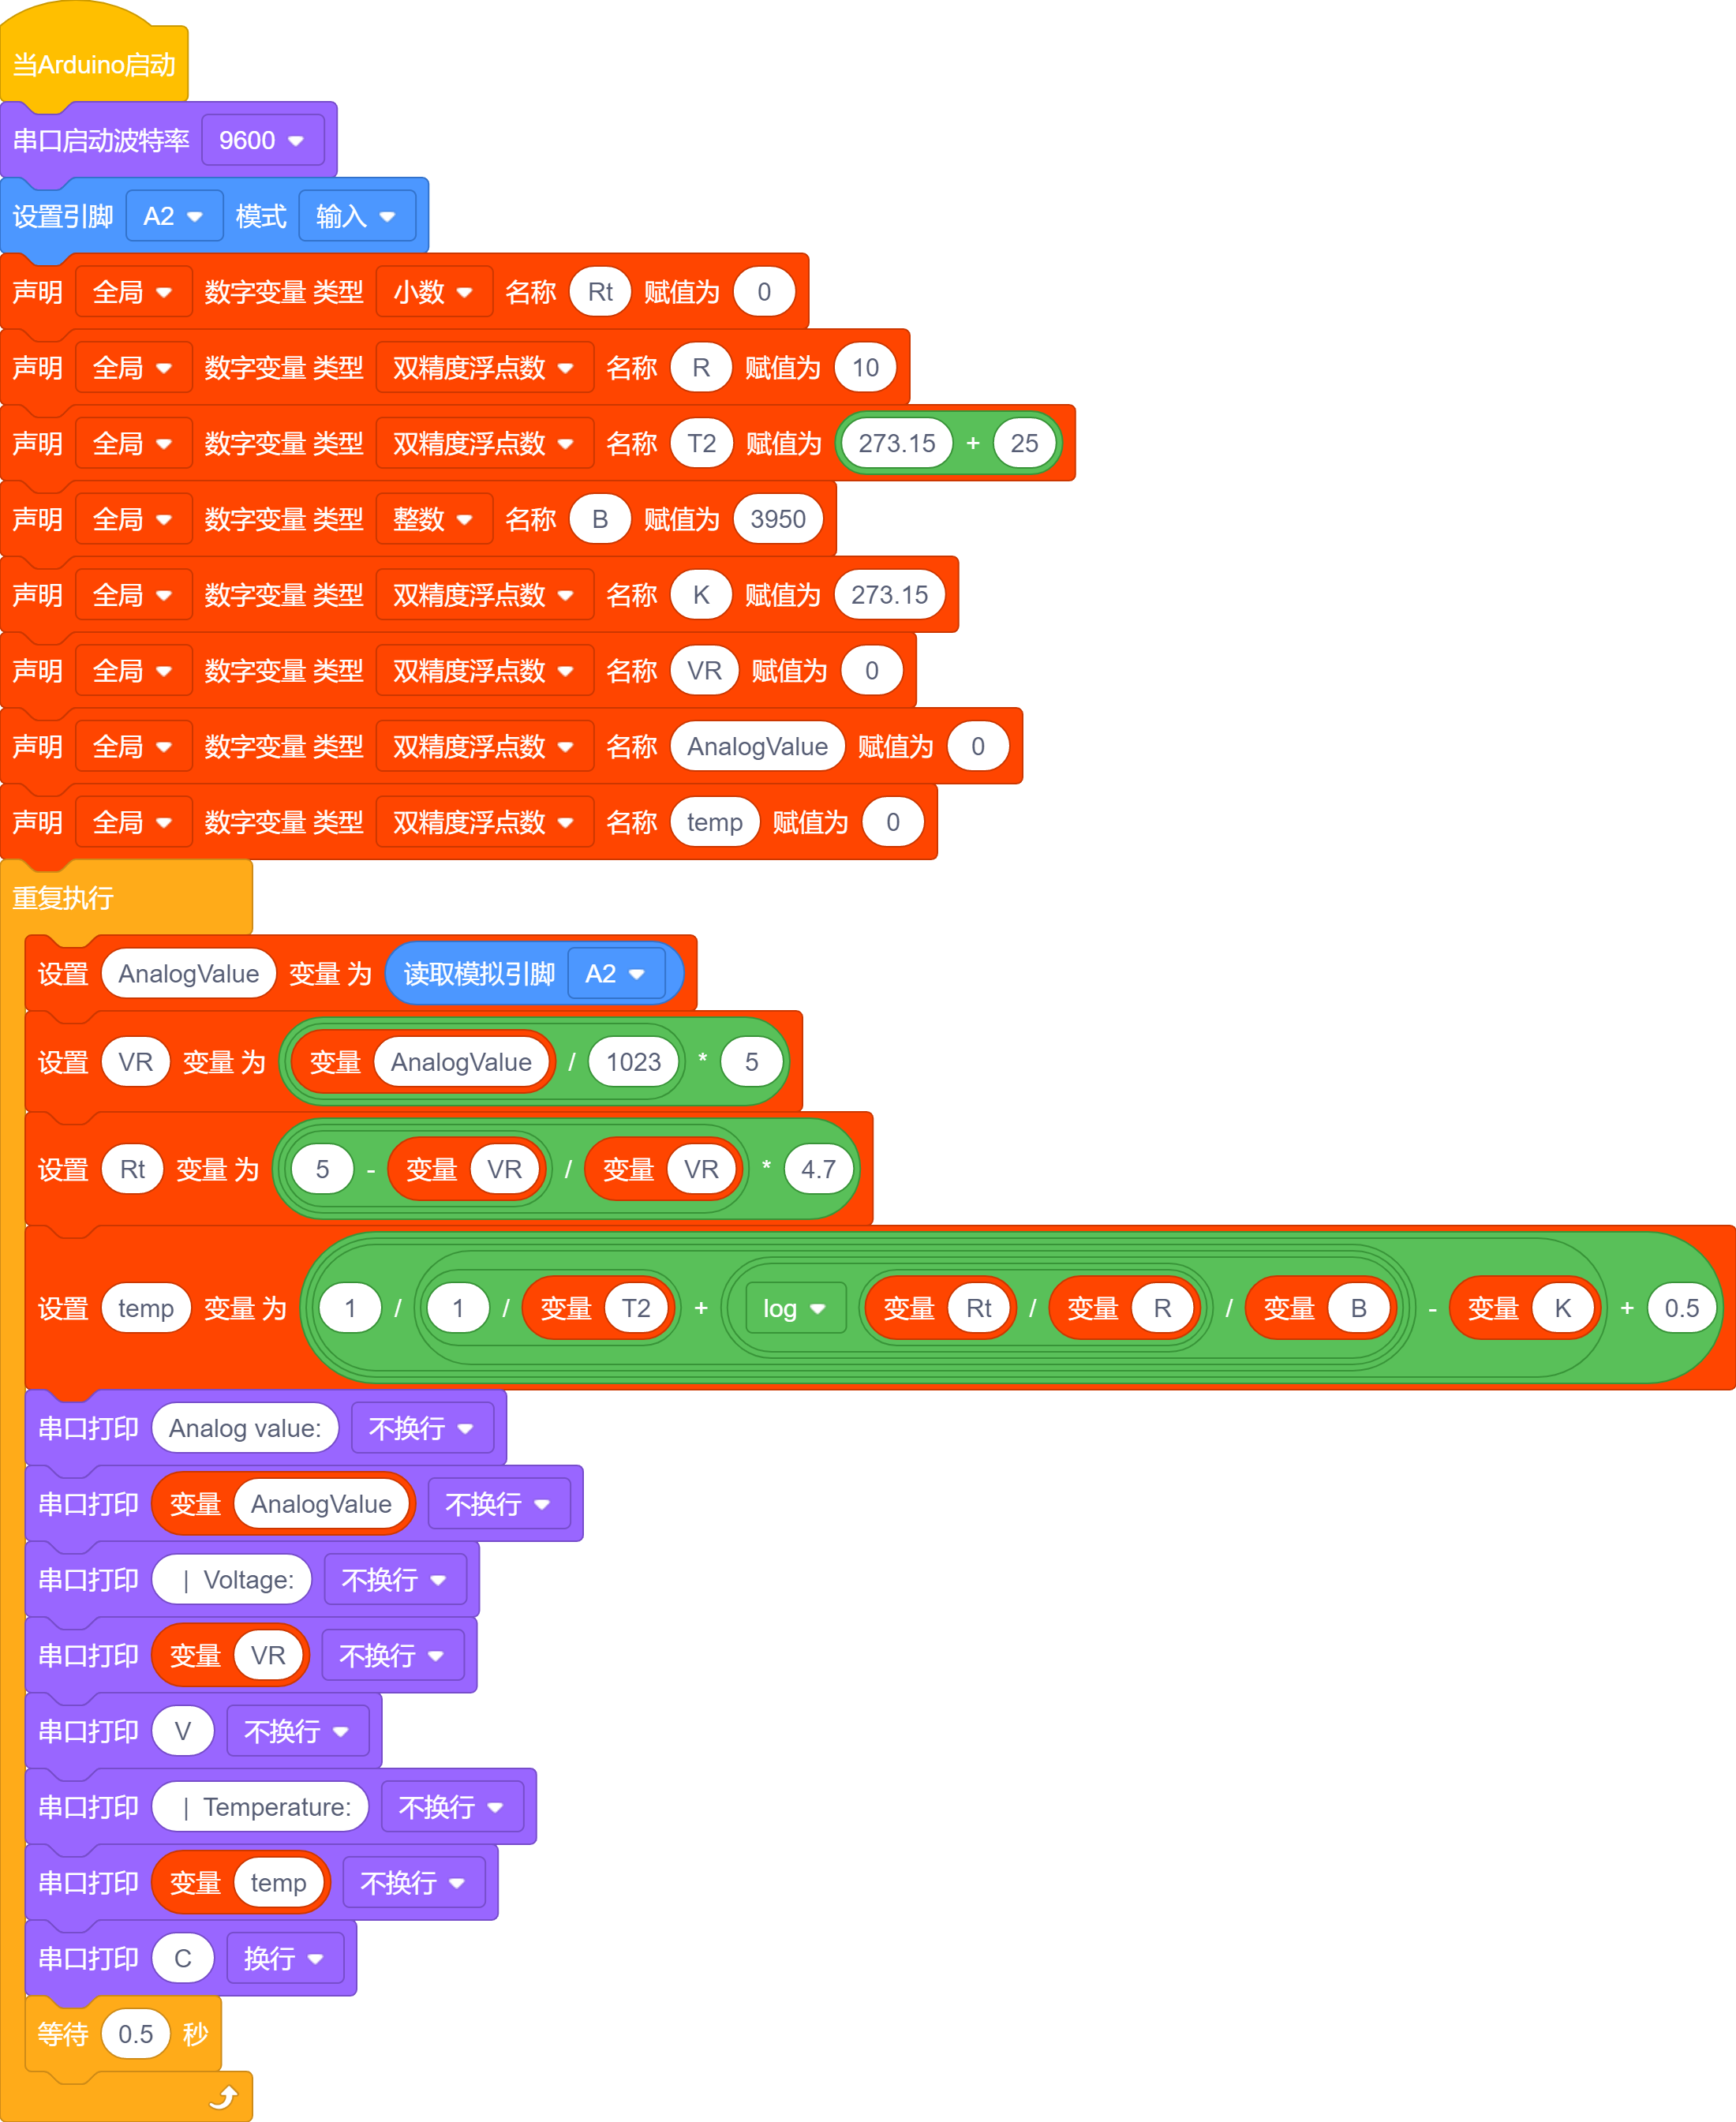 当Arduino启动
串口启动波特率 9600
设置引脚 A2 模式 输入
声明 全局 数字变量 类型 小数 名称 Rt 赋值为 0
声明 全局 数字变量 类型 双精度浮点数 名称 R 赋值为 10
声明 全局 数字变量 类型 双精度浮点数 名称 T2 赋值为 273.15 + 25
声明 全局 数字变量 类型 整数 名称 B 赋值为 3950
声明 全局 数字变量 类型 双精度浮点数 名称 K 赋值为 273.15
声明 全局 数字变量 类型 双精度浮点数 名称 VR 赋值为 0
声明 全局 数字变量 类型 双精度浮点数 名称 AnalogValue 赋值为 0
声明 全局 数字变量 类型 双精度浮点数 名称 temp 赋值为 0
重复执行
设置 AnalogValue 变量 为 读取模拟引脚 A2
设置 VR 变量 为 变量 AnalogValue / 1023 * 5
设置 Rt 变量 为 5 - 变量 VR / 变量 VR * 4.7
设置 temp 变量 为 1 / 1 / 变量 T2 + log 变量 Rt / 变量 R / 变量 B - 变量 K + 0.5
串口打印 Analog value: 不换行
串口打印 变量 AnalogValue 不换行
串口打印 | Voltage: 不换行
串口打印 变量 VR 不换行
串口打印 V 不换行
串口打印 | Temperature: 不换行
串口打印 变量 temp 不换行
串口打印 C 换行
等待 0.5 秒